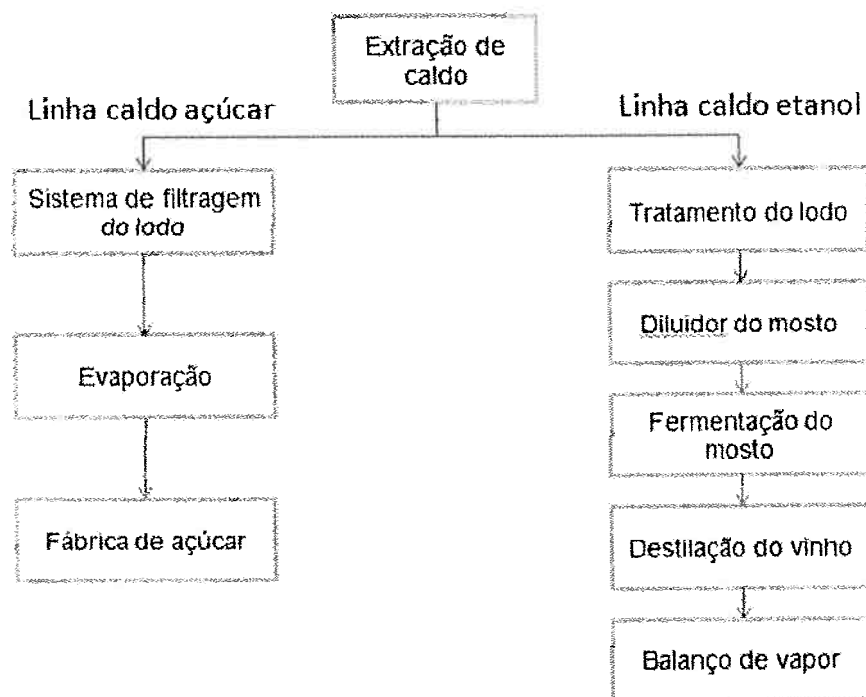 Extração de
caldo
Linha caldo açúcar
Linha caldo etanol
Sistema de filtragem
do lodo
Evaporação
Fábrica de açúcar
Tratamento do lodo
Diluidor do mosto
Fermentação do
mosto
Destilação do vinho
Balanço de vapor